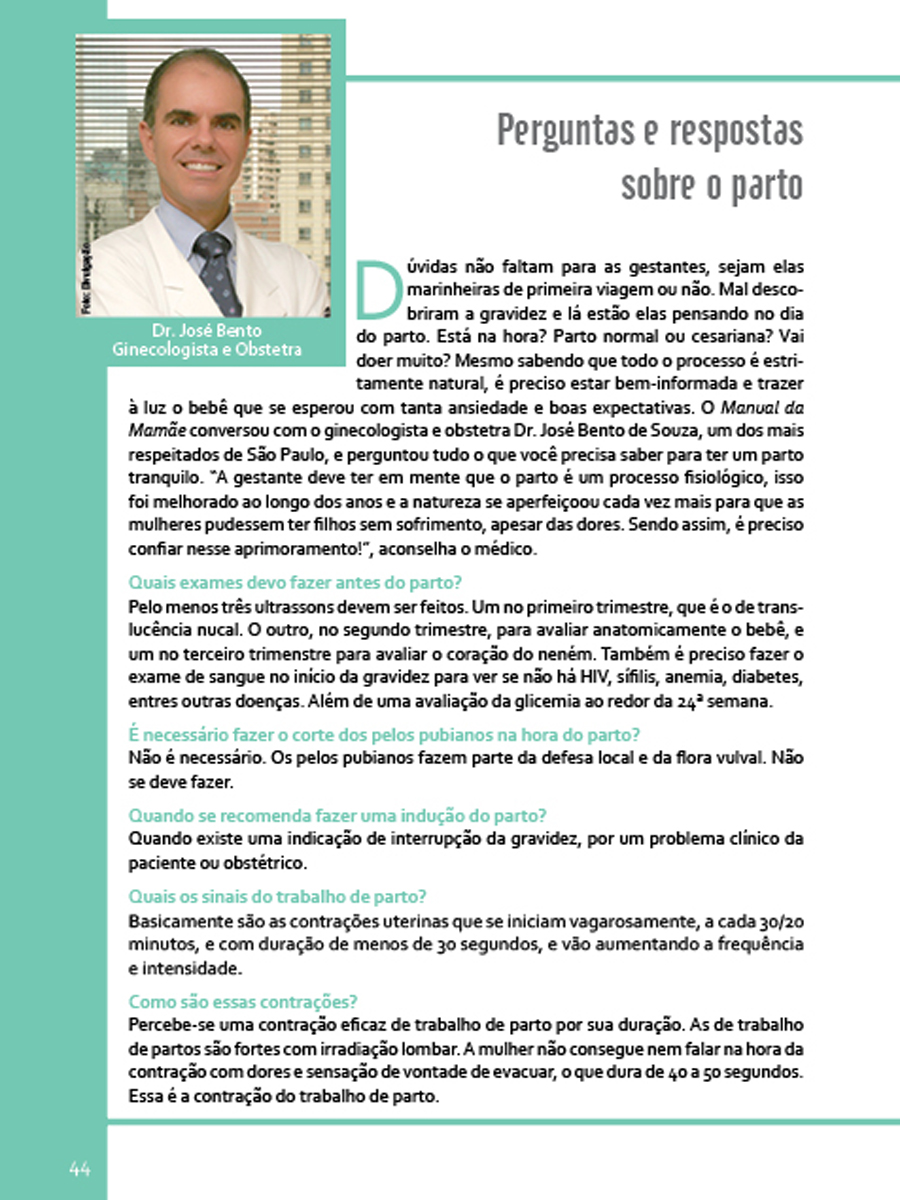 Perguntas e respostas
sobre o parto
Foto: Divulgação
Dr. José Bento
Ginecologista e Obstetra
Dúvidas não faltam para as gestantes, sejam elas
marinheiras de primeira viagem ou não. Mal desco-
briram a gravidez e lá estão elas pensando no dia
do parto. Está na hora? Parto normal ou cesariana? Vai
doer muito? Mesmo sabendo que todo o processo é estri-
tamente natural, é preciso estar bem-informada e trazer
à luz o bebê que se esperou com tanta ansiedade e boas expectativas. O Manual da
Mamãe conversou com o ginecologista e obstetra Dr. José Bento de Souza, um dos mais
respeitados de São Paulo, e perguntou tudo o que você precisa saber para ter um parto
tranquilo. "A gestante deve ter em mente que o parto é um processo fisiológico, isso
foi melhorado ao longo dos anos e a natureza se aperfeiçoou cada vez mais para que as
mulheres pudessem ter filhos sem sofrimento, apesar das dores. Sendo assim, é preciso
confiar nesse aprimoramento!", aconselha o médico.
Quais exames devo fazer antes do parto?
Pelo menos três ultrassons devem ser feitos. Um no primeiro trimestre, que é o de trans-
lucência nucal. O outro, no segundo trimestre, para avaliar anatomicamente o bebê, e
um no terceiro trimenstre para avaliar o coração do neném. Também é preciso fazer o
exame de sangue no início da gravidez para ver se não há HIV, sífilis, anemia, diabetes,
entres outras doenças. Além de uma avaliação da glicemia ao redor da 24ª semana.
É necessário fazer o corte dos pelos pubianos na hora do parto?
Não é necessário. Os pelos pubianos fazem parte da defesa local e da flora vulval. Não
se deve fazer.
Quando se recomenda fazer uma indução do parto?
Quando existe uma indicação de interrupção da gravidez, por um problema clínico da
paciente ou obstétrico.
Quais os sinais do trabalho de parto?
Basicamente são as contrações uterinas que se iniciam vagarosamente, a cada 30/20
minutos, e com duração de menos de 30 segundos, e vão aumentando a frequência
e intensidade.
Como são essas contrações?
Percebe-se uma contração eficaz de trabalho de parto por sua duração. As de trabalho
de partos são fortes com irradiação lombar. A mulher não consegue nem falar na hora da
contração com dores e sensação de vontade de evacuar, o que dura de 40 a 50 segundos.
Essa é a contração do trabalho de parto.
44